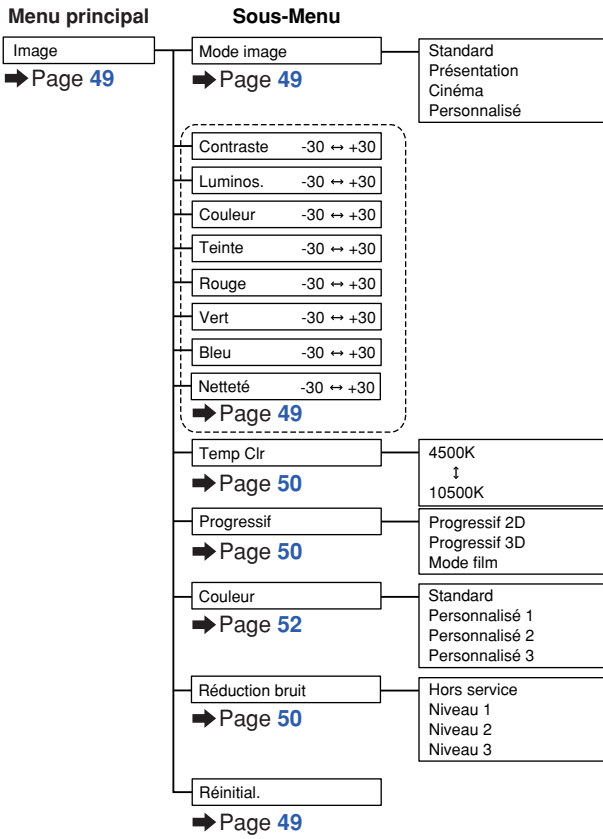 Menu principal Sous-Menu
Image Mode image Standard
➡ Page 49 ➡ Page 49 Présentation
Cinéma
Personnalisé
Contraste -30 ↔ +30
Luminos. -30 ↔ +30
Couleur -30 ↔ +30
Teinte -30 ↔ +30
Rouge -30 ↔ +30
Vert -30 ↔ +30
Bleu -30 ↔ +30
Netteté -30 ↔ +30
➡ Page 49
Temp Clr 4500K
↕
➡ Page 50 10500K
Progressif Progressif 2D
➡ Page 50 Progressif 3D
Mode film
Couleur Standard
➡ Page 52 Personnalisé 1
Personnalisé 2
Personnalisé 3
Réduction bruit Hors service
➡ Page 50 Niveau 1
Niveau 2
Niveau 3
Réinitial.
➡ Page 49